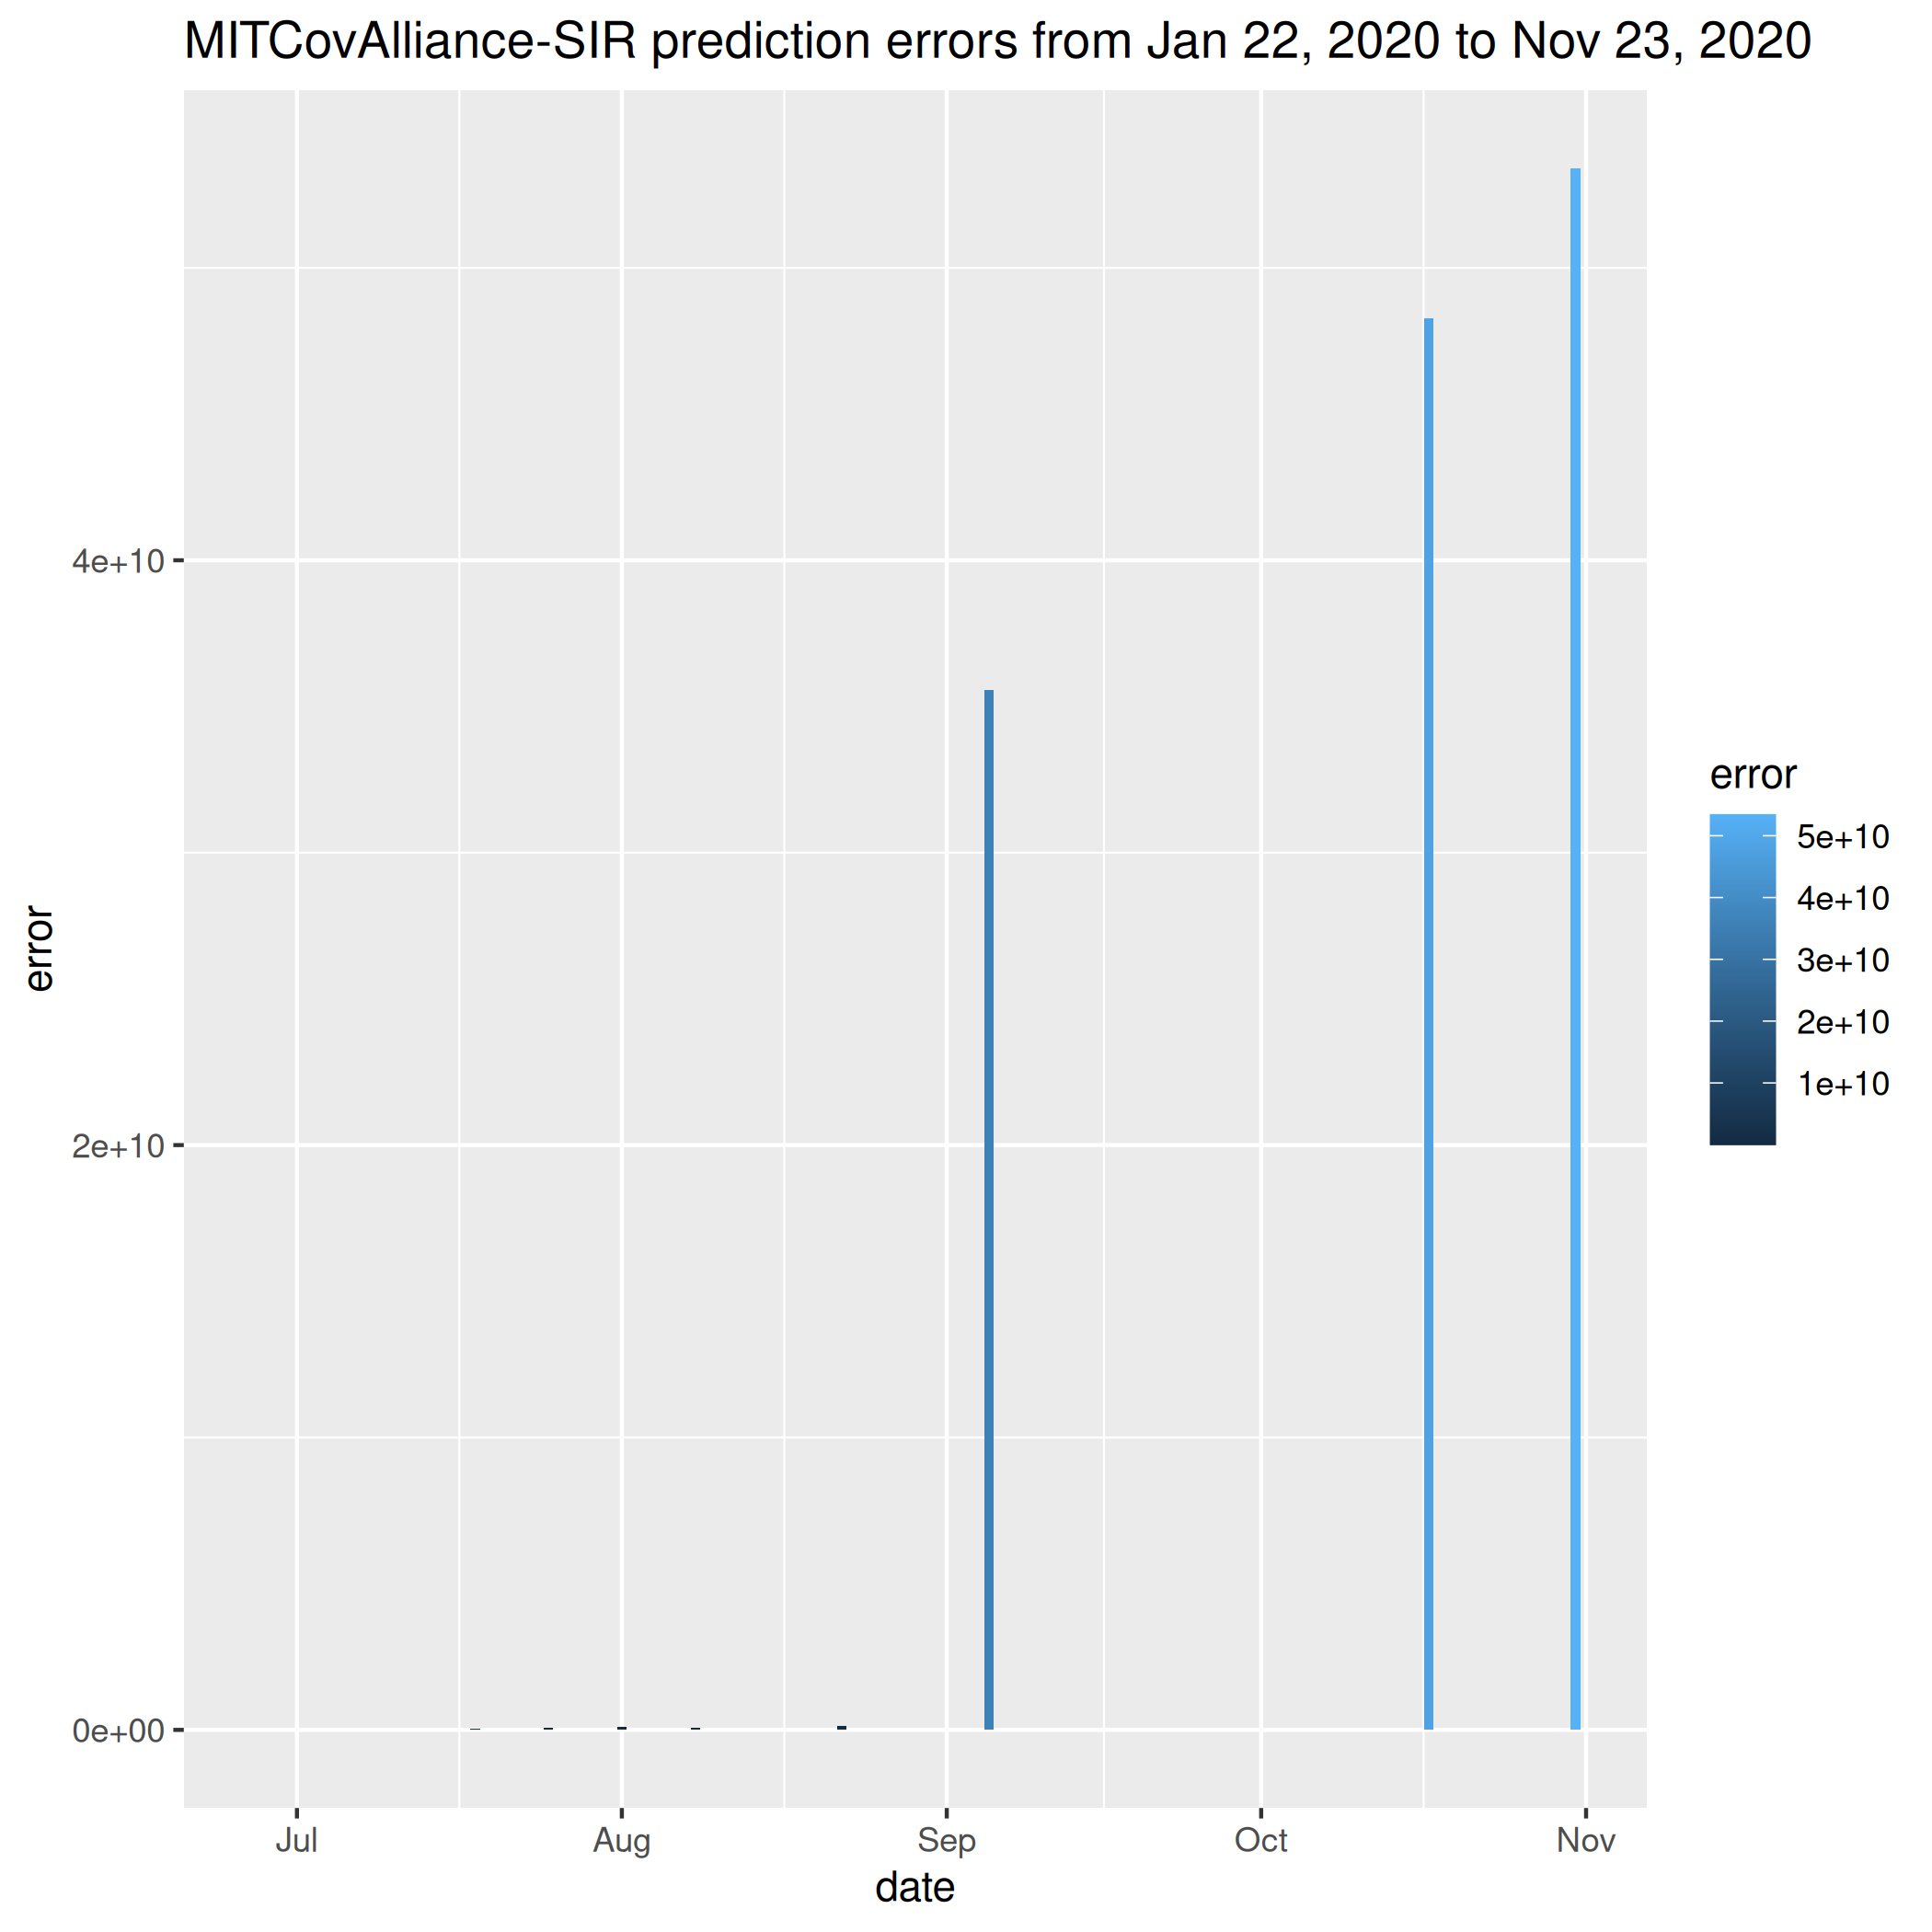 MITCovAlliance-SIR prediction errors from Jan 22, 2020 to Nov 23, 2020
error
4e+10
2e+10
0e+00
Jul Aug Sep Oct Nov
date
error
5e+10
4e+10
3e+10
2e+10
1e+10